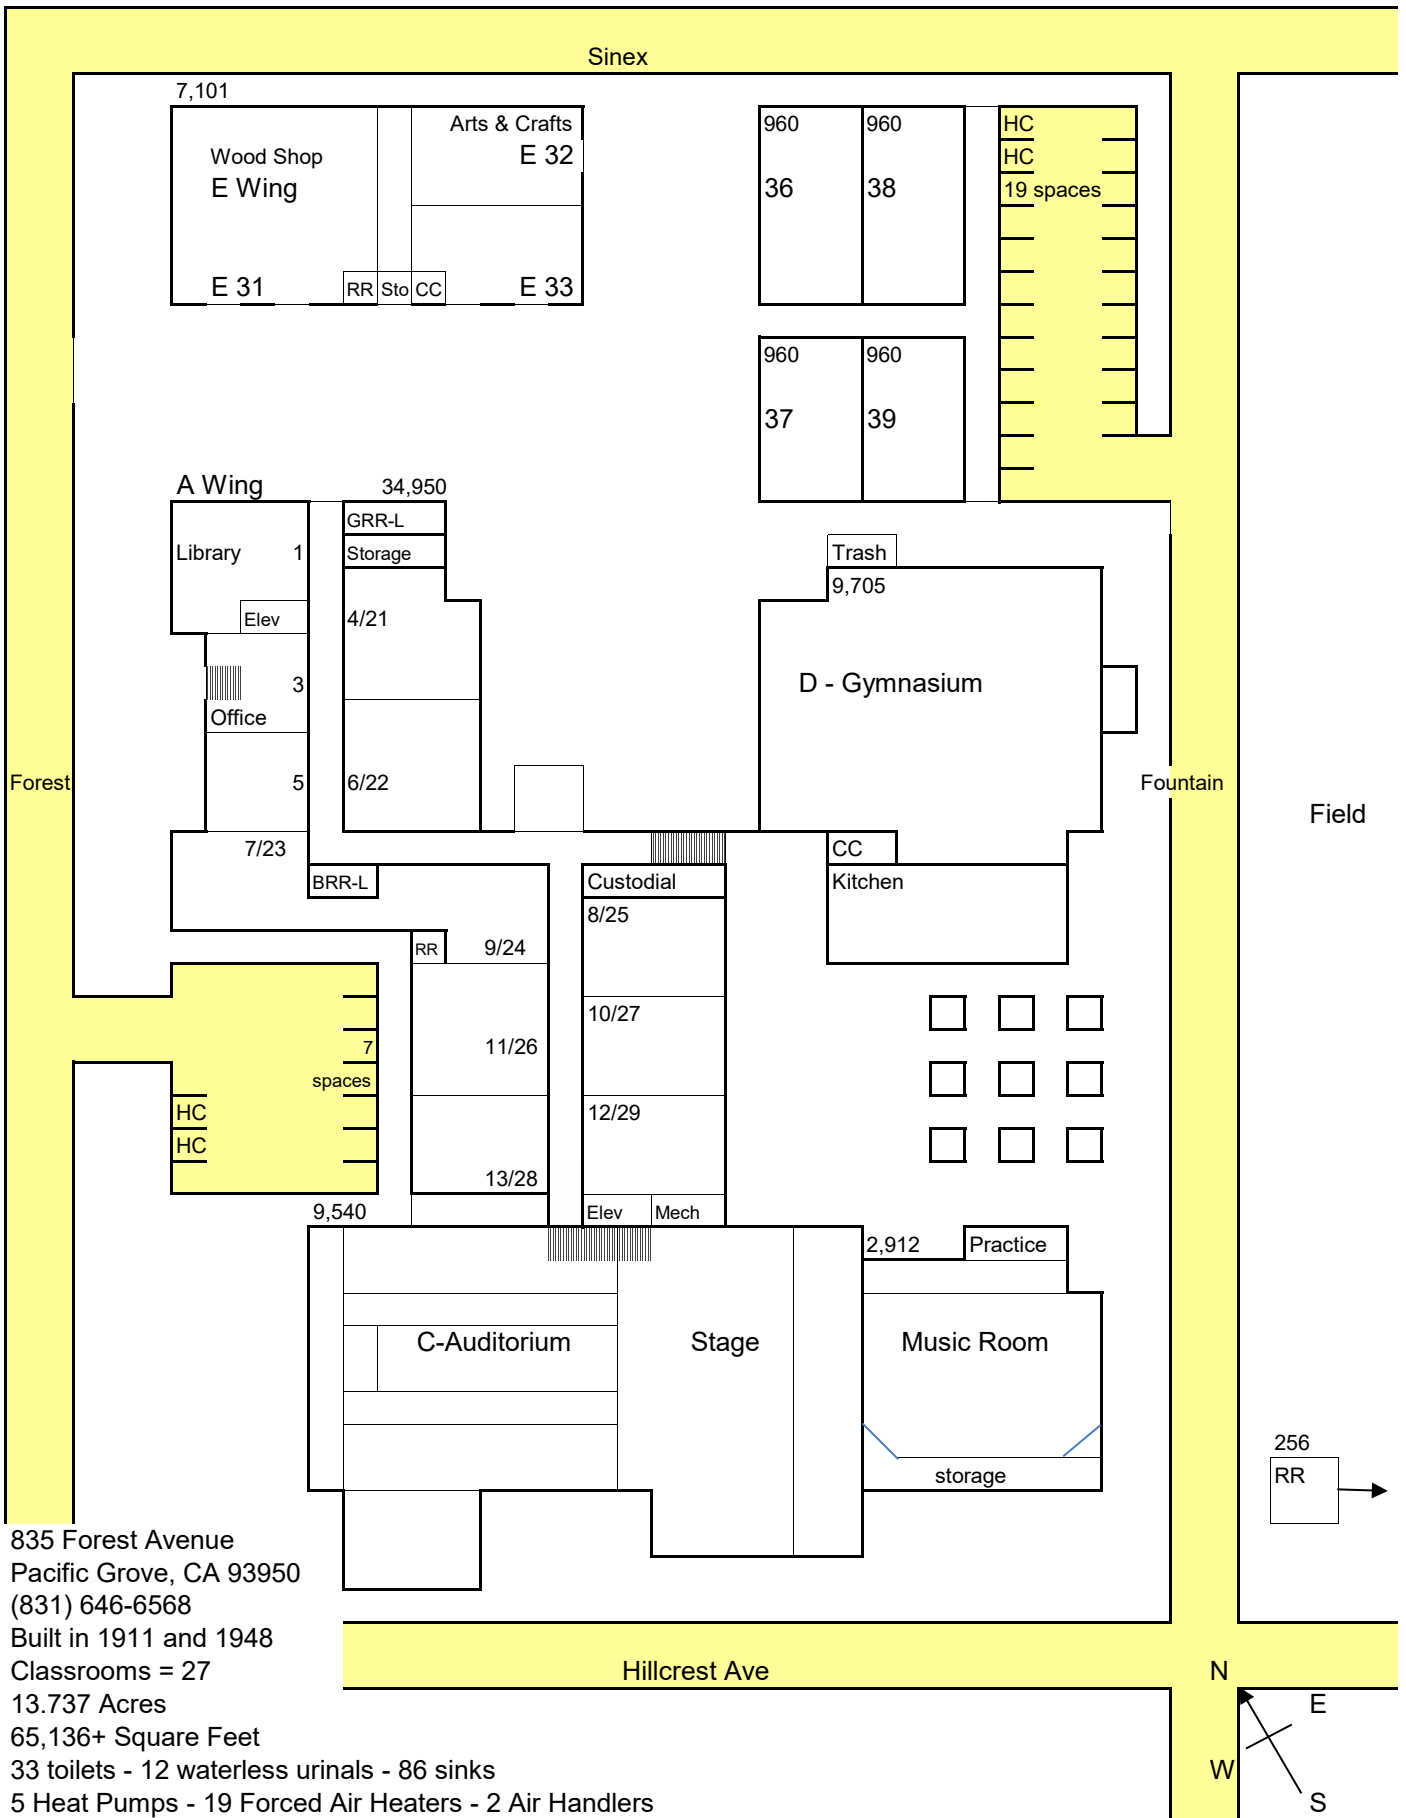 Sinex
7,101
Arts & Crafts
Wood Shop
E 32
E Wing
E 31
RR
Sto
CC
E 33
960
960
36
38
HC
HC
19 spaces
960
960
37
39
A Wing
34,950
GRR-L
Library
1
Storage
Elev
4/21
3
Office
5
6/22
7/23
Trash
9,705
D - Gymnasium
Forest
Fountain
Field
CC
Kitchen
BRR-L
Custodial
8/25
RR
9/24
10/27
11/26
12/29
13/28
7
spaces
HC
HC
9,540
Elev
Mech
2,912
Practice
C-Auditorium
Stage
Music Room
storage
256
RR
835 Forest Avenue
Pacific Grove, CA 93950
(831) 646-6568
Built in 1911 and 1948
Classrooms = 27
13.737 Acres
65,136+ Square Feet
33 toilets - 12 waterless urinals - 86 sinks
5 Heat Pumps - 19 Forced Air Heaters - 2 Air Handlers
Hillcrest Ave
N
E
W
S